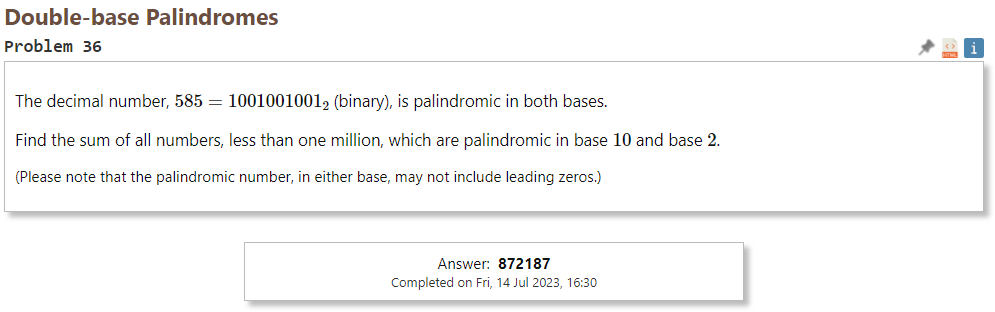 Double-base Palindromes
Problem 36
HTML
i
The decimal number, 585 = 1001001001₂ (binary), is palindromic in both bases.
Find the sum of all numbers, less than one million, which are palindromic in base 10 and base 2.
(Please note that the palindromic number, in either base, may not include leading zeros.)
Answer: 872187
Completed on Fri, 14 Jul 2023, 16:30